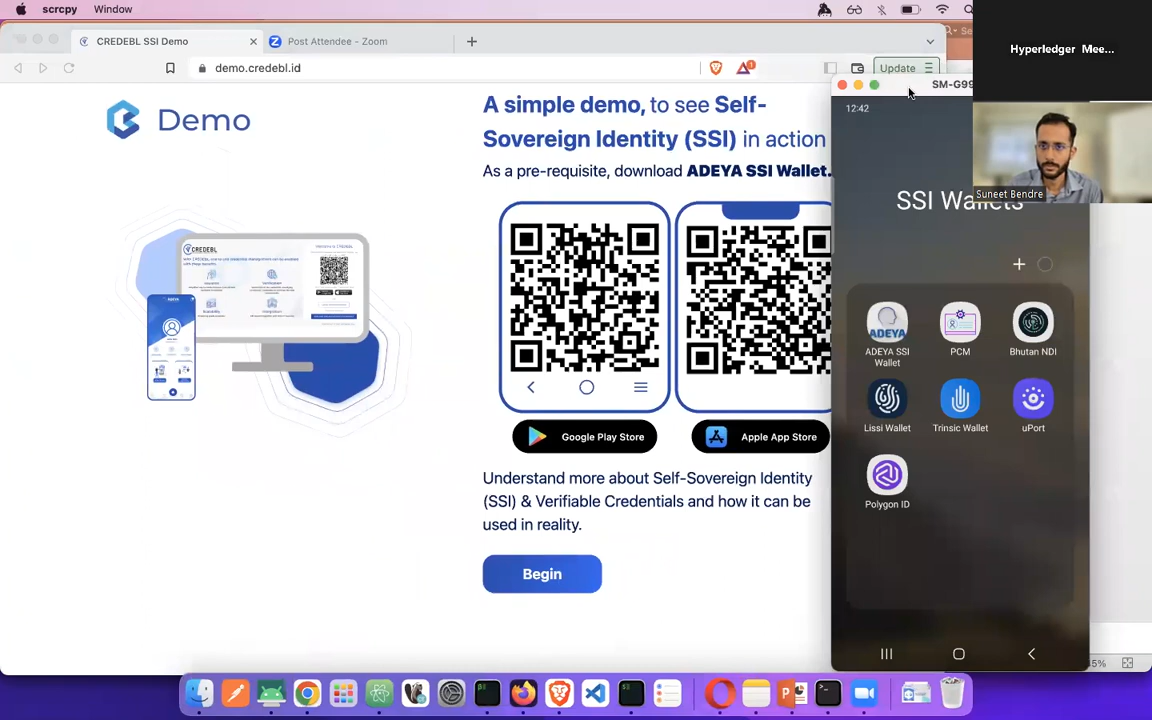 scrcpy Window
CREDEBL SSI Demo
Post Attendee - Zoom
demo.credebl.id
Update
SM-G99
Hyperledger Mee...
Suneet Bendre
Demo
A simple demo, to see Self-
Sovereign Identity (SSI) in action
As a pre-requisite, download ADEYA SSI Wallet.
CREDEBL
Google Play Store
Apple App Store
Understand more about Self-Sovereign Identity
(SSI) & Verifiable Credentials and how it can be
used in reality.
Begin
12:42
SSI Wallets
ADEYA
ADEYA SSI
Wallet
PCM
Bhutan NDI
Lissi Wallet
Trinsic Wallet
uPort
Polygon ID